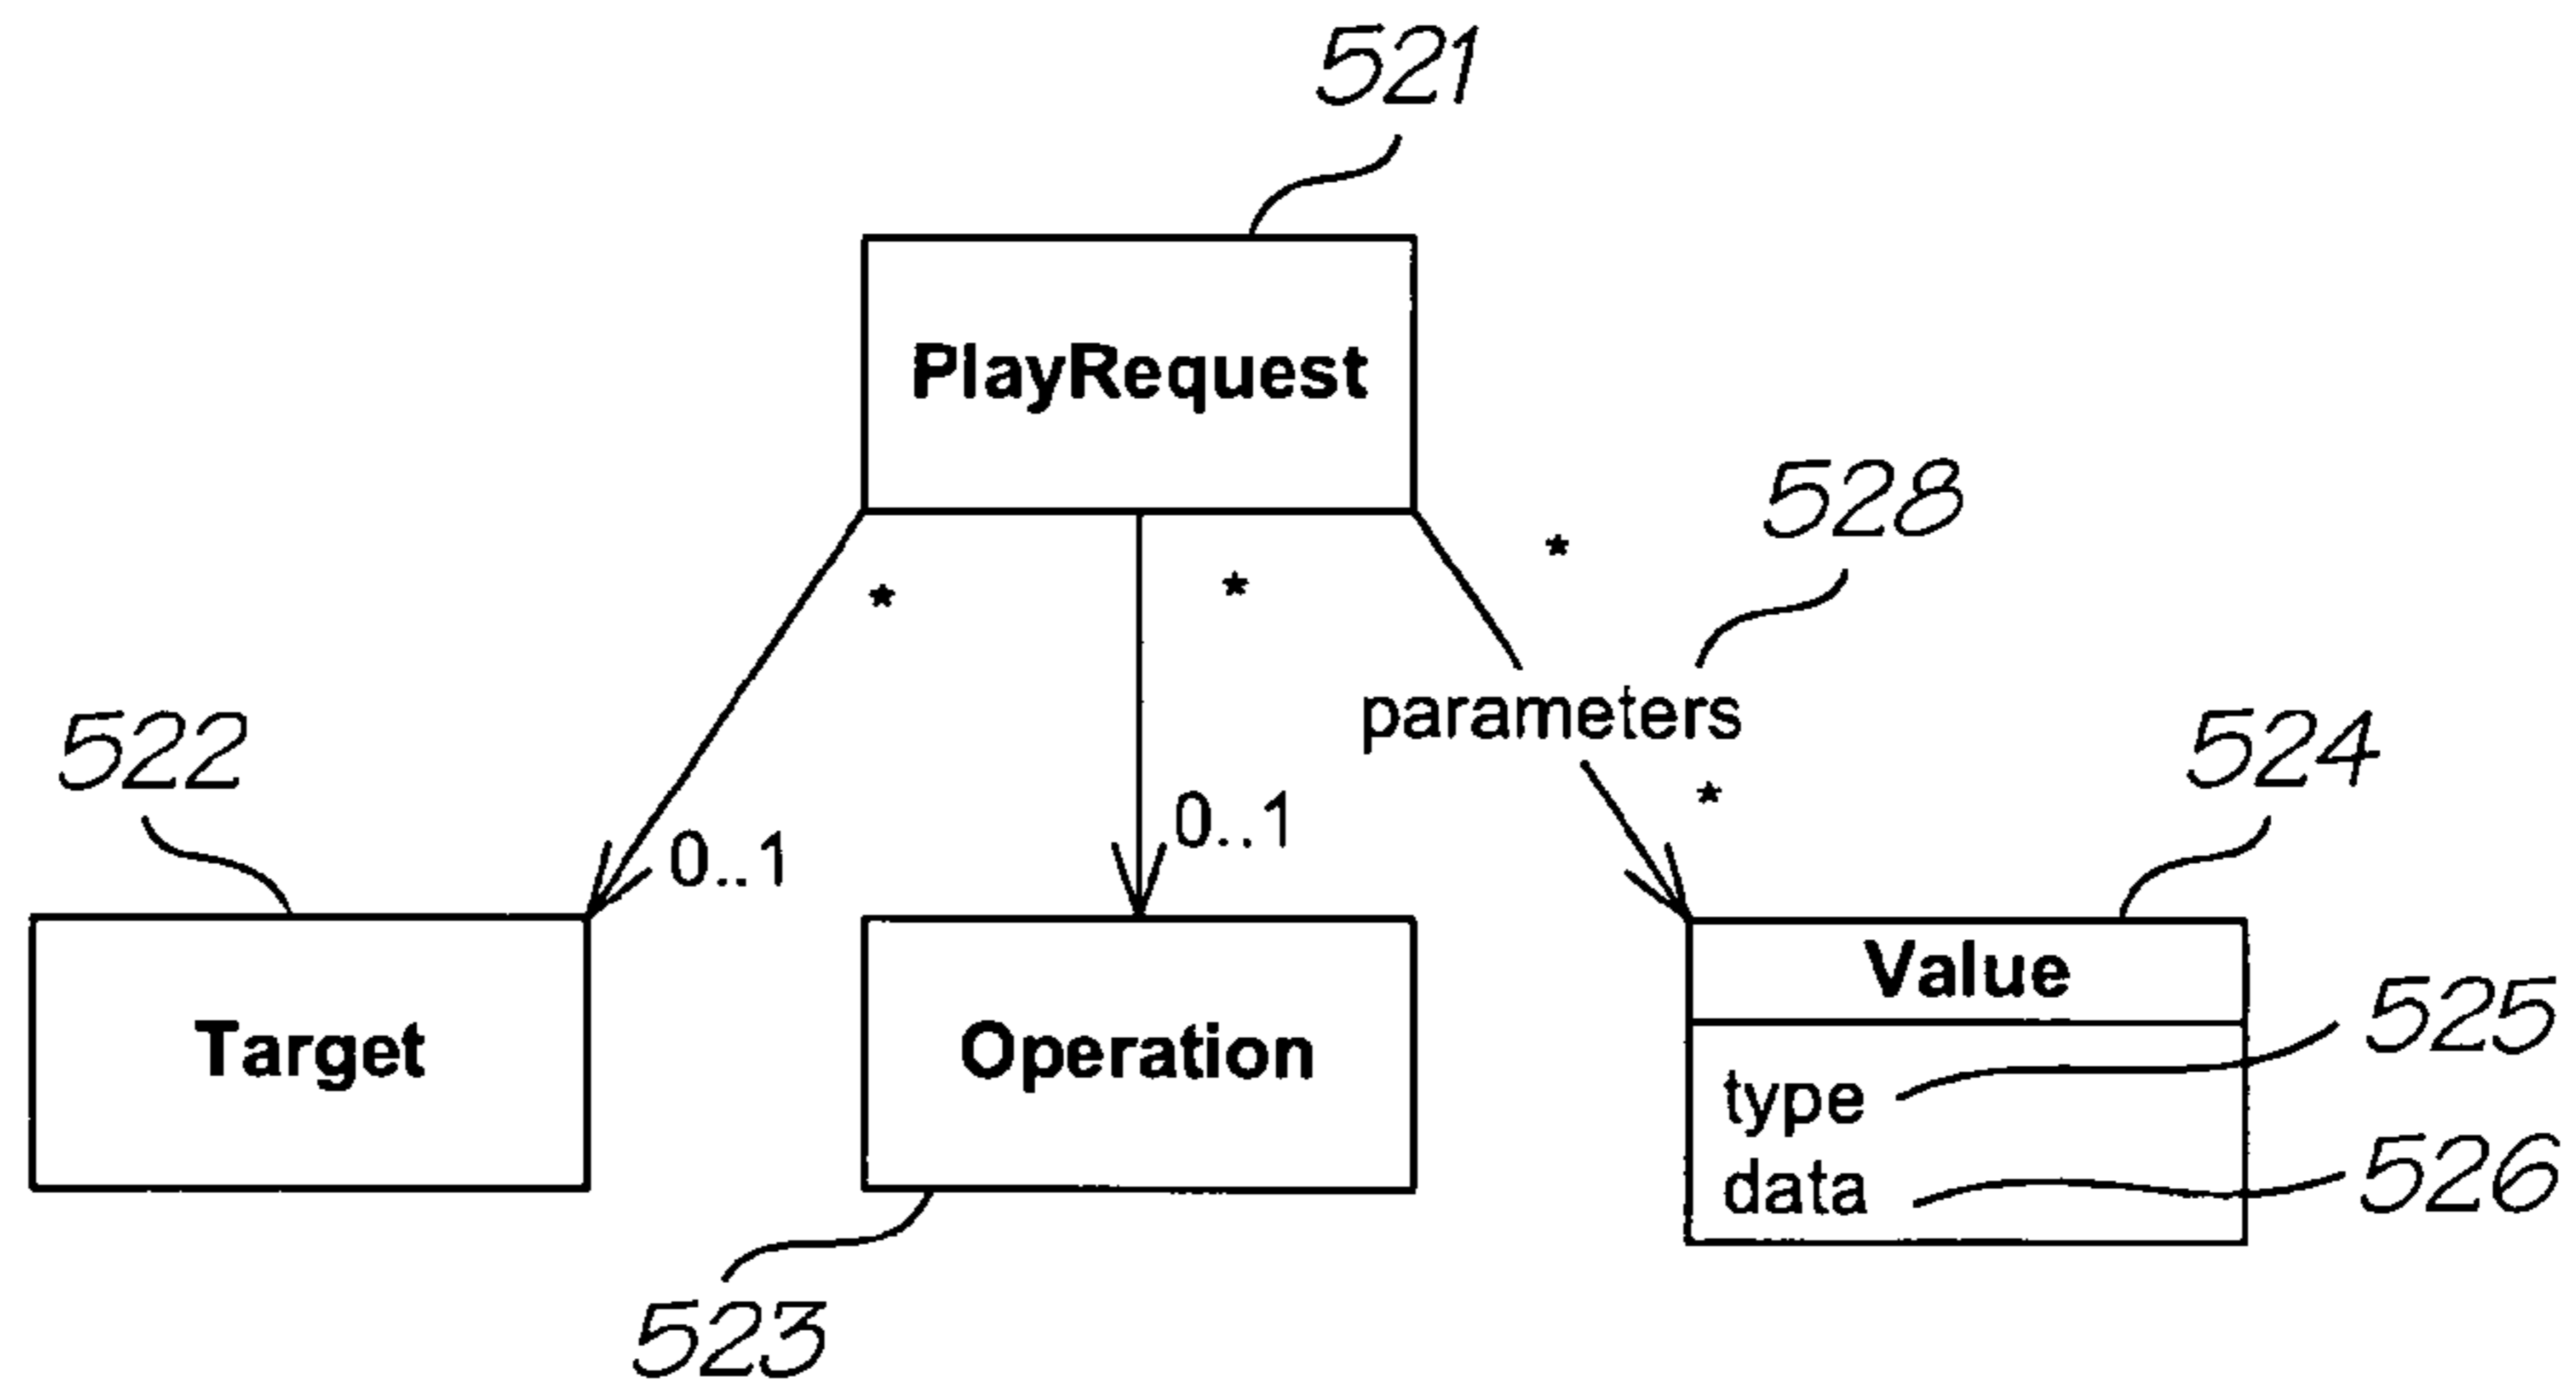 521
PlayRequest
528
*
*
*
parameters
522
524
*
0..1
0..1
Value
525
Target
Operation
type
data
526
523